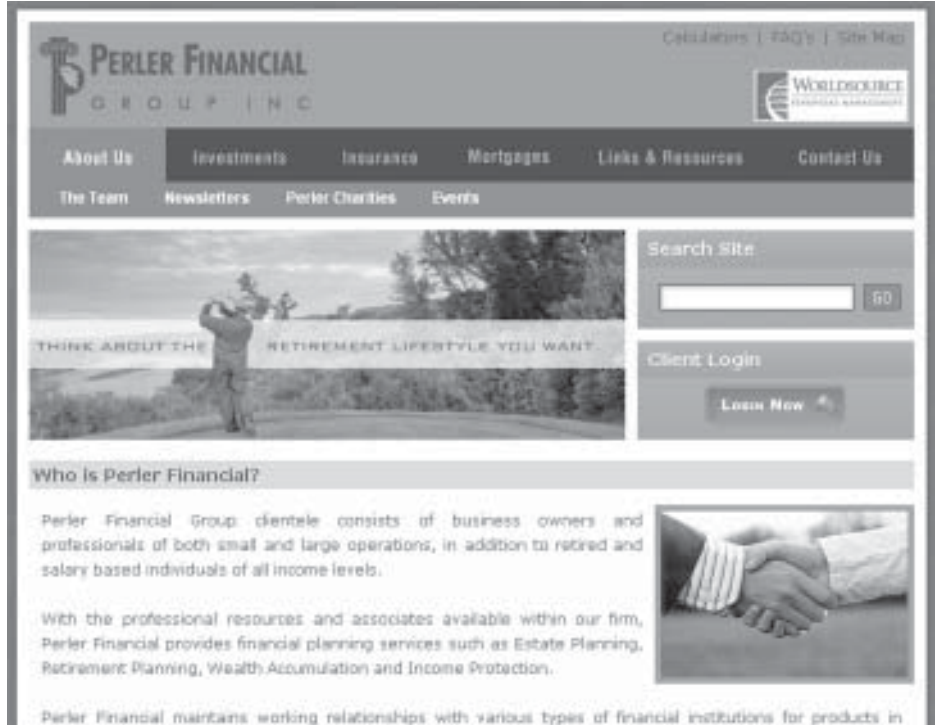 Calculators | FAQ's | Site Map
PERLER FINANCIAL
GROUP INC
WORLDSOURCE
FINANCIAL MANAGEMENT
About Us Investments Insurance Mortgages Links & Resources Contact Us
The Team Newsletters Perler Charities Events
THINK ABOUT THE RETIREMENT LIFESTYLE YOU WANT.
Search Site
GO
Client Login
LOGIN NOW
Who is Perler Financial?
Perler Financial Group clientele consists of business owners and
professionals of both small and large operations, in addition to retired and
salary based individuals of all income levels.
With the professional resources and associates available within our firm,
Perler Financial provides financial planning services such as Estate Planning,
Retirement Planning, Wealth Accumulation and Income Protection.
Perler Financial maintains working relationships with various types of financial institutions for products in